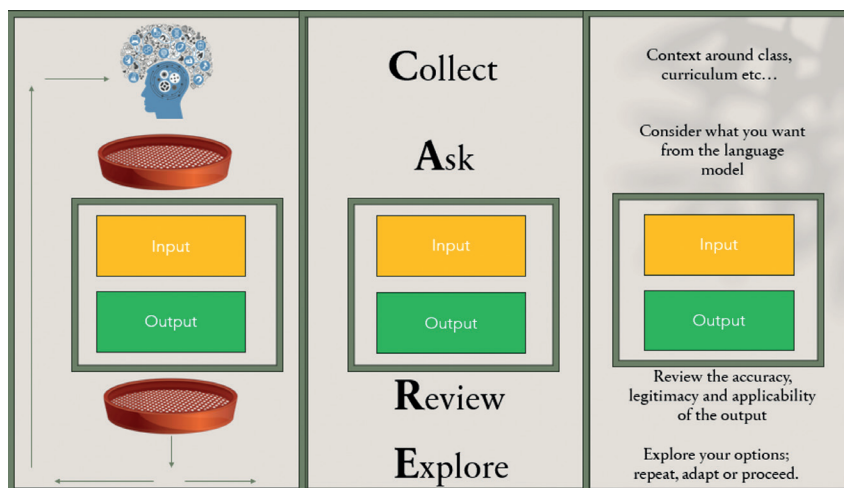 Input
Output
Collect
Ask
Input
Output
Review
Explore
Context around class,
curriculum etc...
Consider what you want
from the language
model
Input
Output
Review the accuracy,
legitimacy and applicability
of the output
Explore your options;
repeat, adapt or proceed.